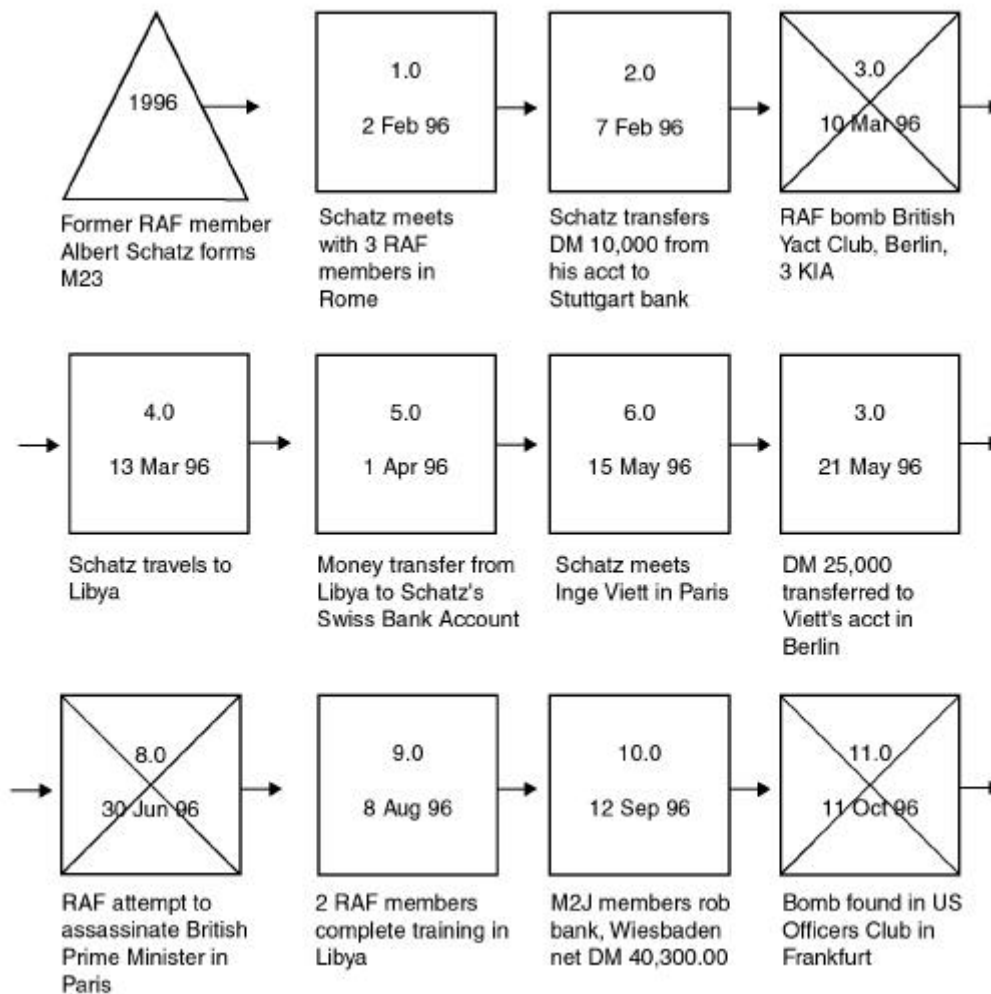 1996
Former RAF member
Albert Schatz forms
M23
1.0
2 Feb 96
Schatz meets
with 3 RAF
members in
Rome
2.0
7 Feb 96
Schatz transfers
DM 10,000 from
his acct to
Stuttgart bank
3.0
10 Mar 96
RAF bomb British
Yact Club, Berlin,
3 KIA
4.0
13 Mar 96
Schatz travels to
Libya
5.0
1 Apr 96
Money transfer from
Libya to Schatz's
Swiss Bank Account
6.0
15 May 96
Schatz meets
Inge Viett in Paris
3.0
21 May 96
DM 25,000
transferred to
Viett's acct in
Berlin
8.0
30 Jun 96
RAF attempt to
assassinate British
Prime Minister in
Paris
9.0
8 Aug 96
2 RAF members
complete training in
Libya
10.0
12 Sep 96
M2J members rob
bank, Wiesbaden
net DM 40,300.00
11.0
11 Oct 96
Bomb found in US
Officers Club in
Frankfurt